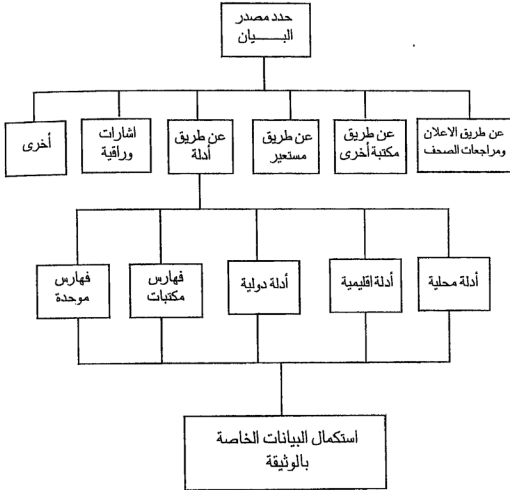 حدد مصدر
البـــــــيان
عن طريق الاعلان
ومراجعات الصحف
عن طريق
مكتبة أخرى
عن طريق
مستعير
عن طريق
أدلة
اشارات
وراقية
أخرى
أدلة محلية
أدلة اقليمية
أدلة دولية
فهارس
مكتبات
فهارس
موحدة
استكمال البيانات الخاصة
بالوثيقة